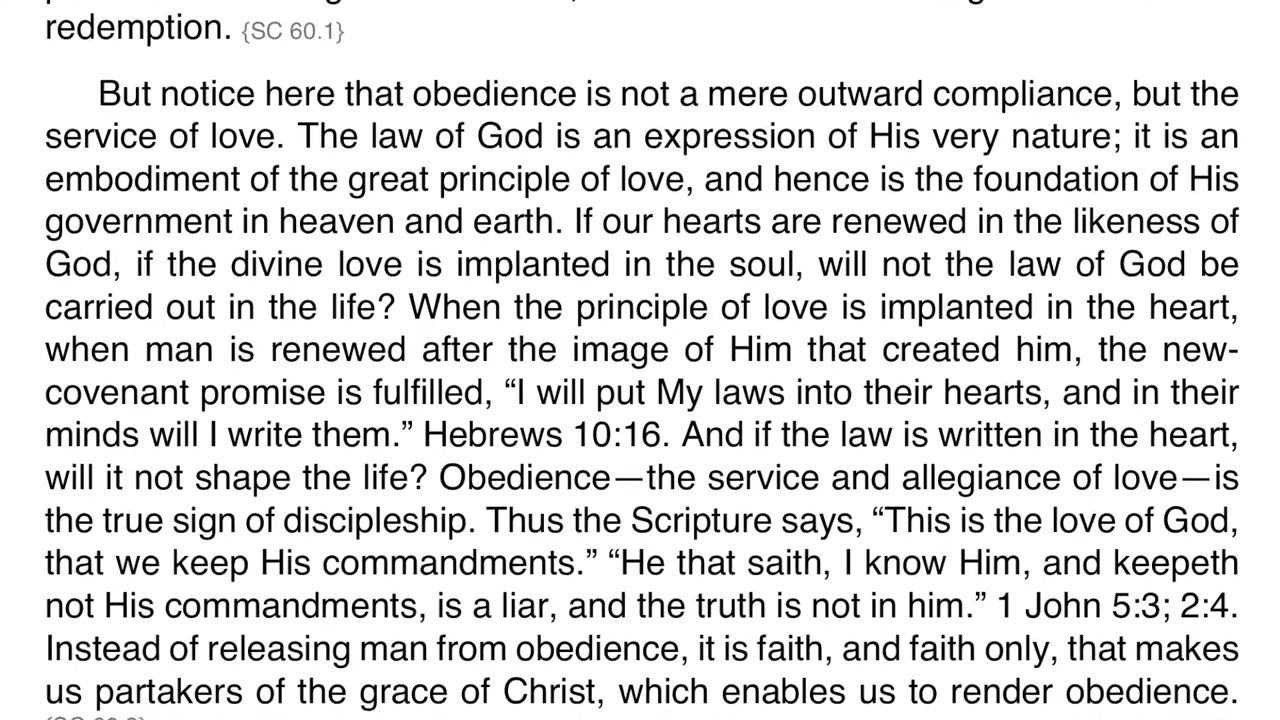 redemption. {SC 60.1}
But notice here that obedience is not a mere outward compliance, but the
service of love. The law of God is an expression of His very nature; it is an
embodiment of the great principle of love, and hence is the foundation of His
government in heaven and earth. If our hearts are renewed in the likeness of
God, if the divine love is implanted in the soul, will not the law of God be
carried out in the life? When the principle of love is implanted in the heart,
when man is renewed after the image of Him that created him, the new-
covenant promise is fulfilled, “I will put My laws into their hearts, and in their
minds will I write them.” Hebrews 10:16. And if the law is written in the heart,
will it not shape the life? Obedience—the service and allegiance of love—is
the true sign of discipleship. Thus the Scripture says, “This is the love of God,
that we keep His commandments.” “He that saith, I know Him, and keepeth
not His commandments, is a liar, and the truth is not in him.” 1 John 5:3; 2:4.
Instead of releasing man from obedience, it is faith, and faith only, that makes
us partakers of the grace of Christ, which enables us to render obedience.